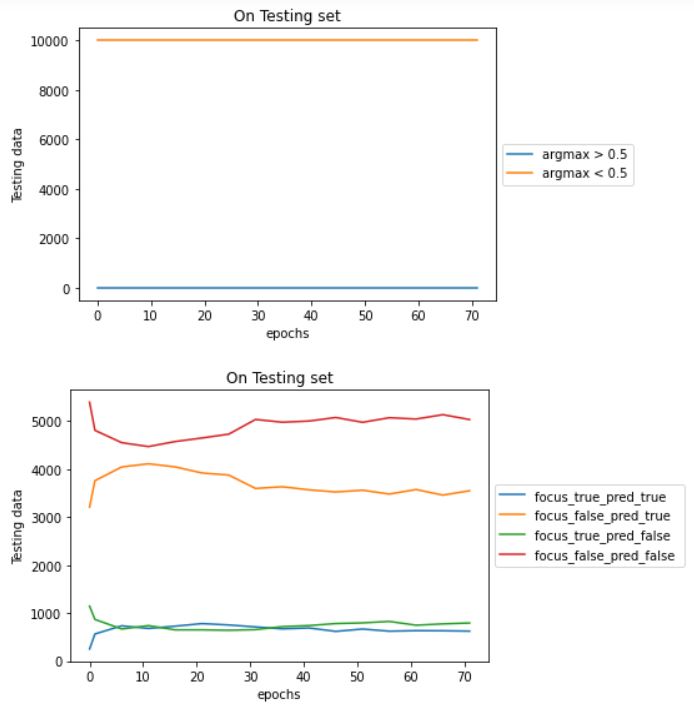 On Testing set
10000
8000
6000
4000
2000
0
Testing data
0 10 20 30 40 50 60 70
epochs
argmax > 0.5
argmax < 0.5
On Testing set
5000
4000
3000
2000
1000
0
Testing data
0 10 20 30 40 50 60 70
epochs
focus_true_pred_true
focus_false_pred_true
focus_true_pred_false
focus_false_pred_false